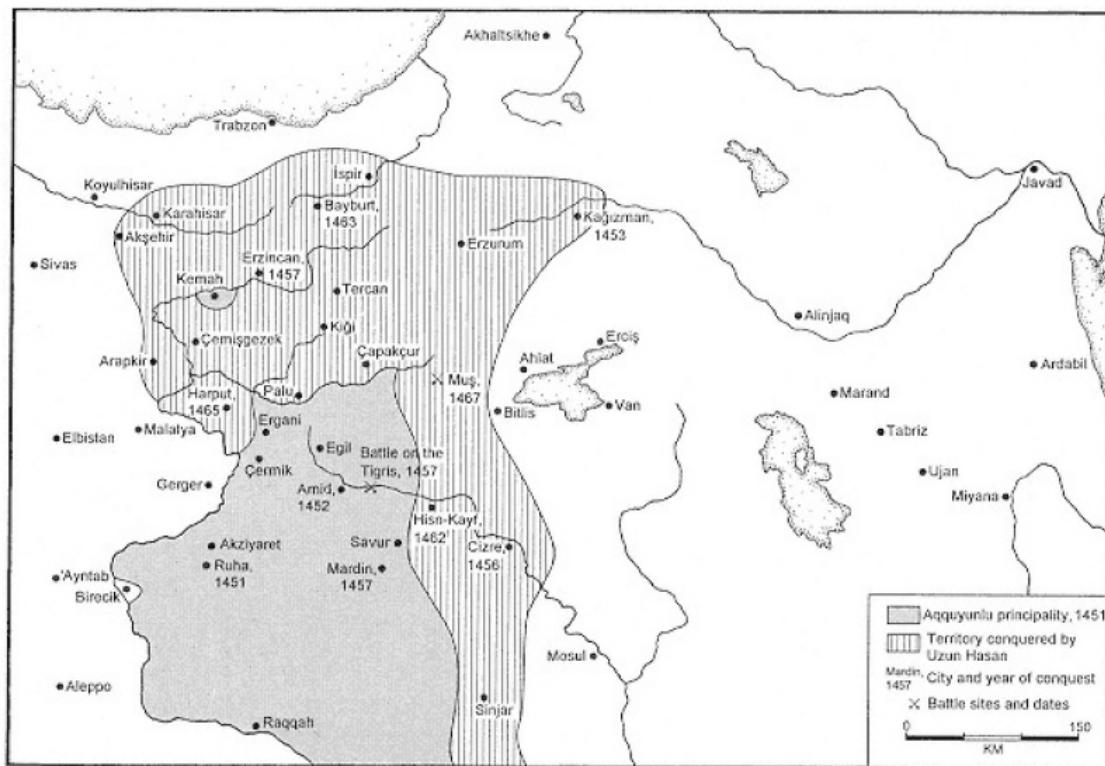 Akhaltsikhe
Trabzon
İspir
Koyulhisar
Javad
Karahisar
Bayburt,
1463
Kağızman,
1453
Akşehir
Erzurum
Sivas
Erzincan,
1457
Kemah
Tercan
Alinjaq
Kiği
Çemişgezek
Erciş
Arapkir
Çapakçur
Ahlat
Ardabil
Muş,
1467
Harput,
1465
Palu
Marand
Bitlis
Van
Malatya
Ergani
Tabriz
Elbistan
Egil
Battle on the
Tigris, 1457
Çermik
Ujan
Gerger
Amid,
1452
Miyana
Hisn-Kayf,
1462
Akziyaret
Savur
Cizre,
1456
Ruha,
1451
Mardin,
1457
'Ayntab
Birecik
Mosul
Aleppo
Sinjar
Raqqah
Aqquyunlu principality, 1451
Territory conquered by
Uzun Hasan
Mardin,
1457
City and year of conquest
Battle sites and dates
0 150
KM